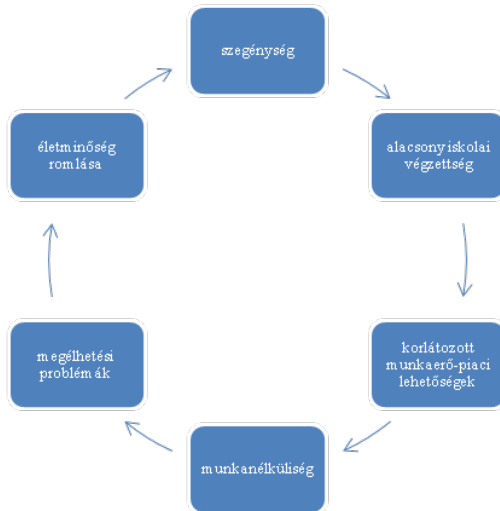 szegénység
alacsony iskolai
végzettség
korlátozott
munkaerő-piaci
lehetőségek
munkanélküliség
megélhetési
problémák
életminőség
romlása